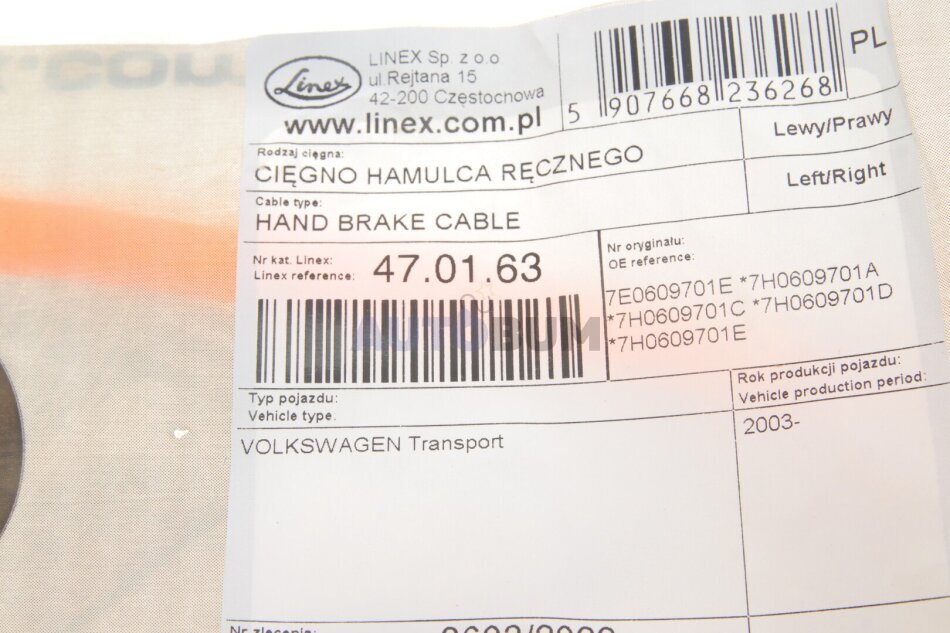 Linex
LINEX Sp. z o.o.
ul.Rejtana 15
42-200 Częstochowa
www.linex.com.pl
5 907668 236268
PL
Rodzaj cięgna:
CIĘGNO HAMULCA RĘCZNEGO
Lewy/Prawy
Cable type:
HAND BRAKE CABLE
Left/Right
Nr kat. Linex:
Linex reference:
47.01.63
Nr oryginału:
OE reference:
7E0609701E *7H0609701A
*7H0609701C *7H0609701D
*7H0609701E
AUTOBUM
Typ pojazdu:
Vehicle type.
Rok produkcji pojazdu:
Vehicle production period:
VOLKSWAGEN Transport
2003-
Nr zlecenia:
.com